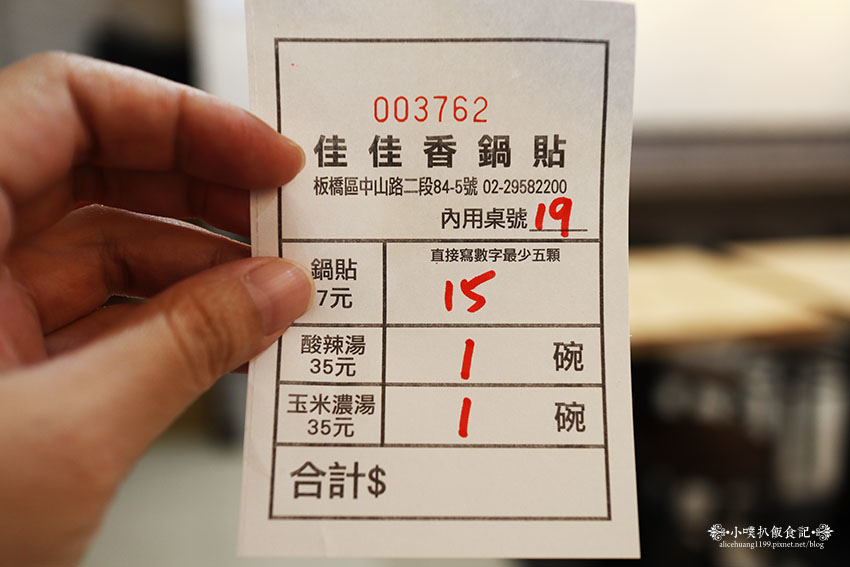 003762
佳佳香鍋貼
板橋區中山路二段84-5號 02-29582200
內用桌號 19
鍋貼
7元
直接寫數字最少五顆
15
酸辣湯
35元
1 碗
玉米濃湯
35元
1 碗
合計$
小噗扒飯食記
alicehuang1199.pixnet.net/blog